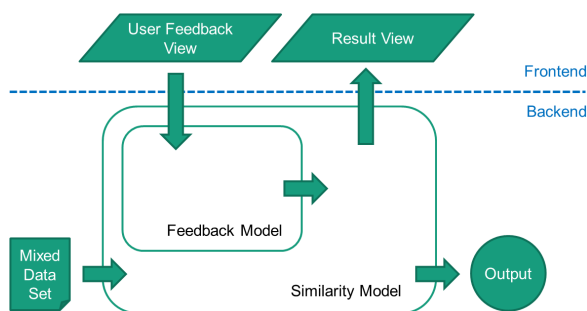 User Feedback
View
Result View
Frontend
Backend
Feedback Model
Mixed
Data
Set
Similarity Model
Output